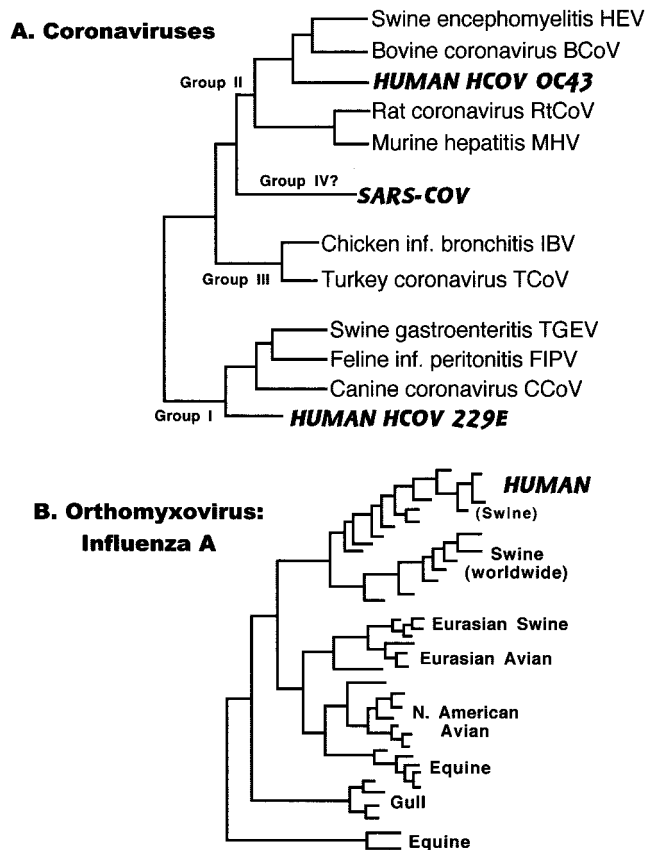 A. Coronaviruses
Swine encephomyelitis HEV
Bovine coronavirus BCoV
Group II
HUMAN HCOV OC43
Rat coronavirus RtCoV
Murine hepatitis MHV
Group IV?
SARS-COV
Chicken inf. bronchitis IBV
Group III
Turkey coronavirus TCoV
Swine gastroenteritis TGEV
Feline inf. peritonitis FIPV
Canine coronavirus CCoV
Group I
HUMAN HCOV 229E
B. Orthomyxovirus:
Influenza A
HUMAN
(Swine)
Swine
(worldwide)
Eurasian Swine
Eurasian Avian
N. American
Avian
Equine
Gull
Equine